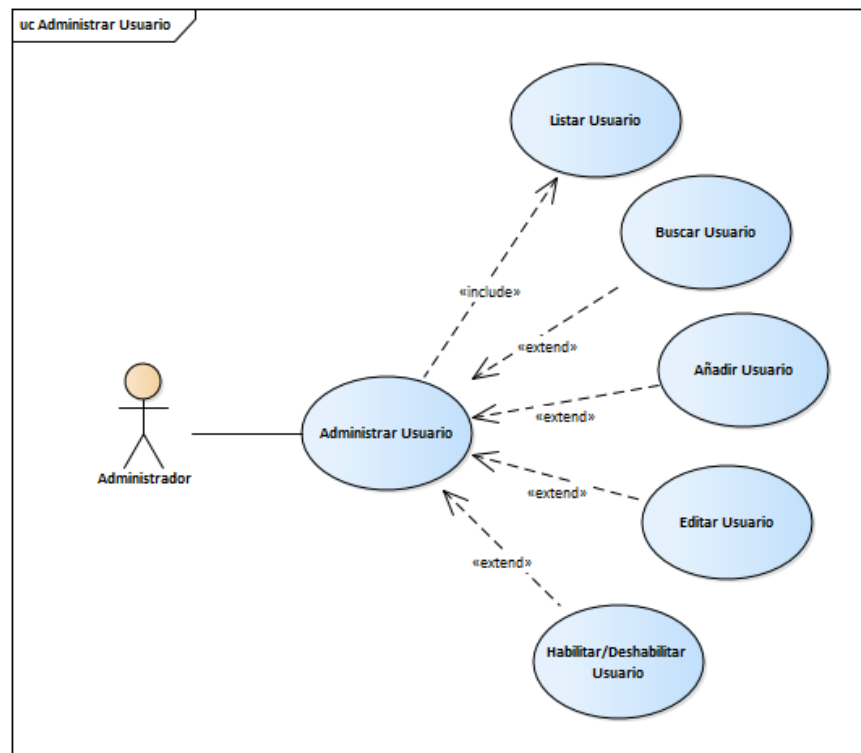 uc Administrar Usuario
Listar Usuario
Buscar Usuario
«include»
«extend»
Añadir Usuario
«extend»
Administrar Usuario
Administrador
«extend»
Editar Usuario
«extend»
Habilitar/Deshabilitar
Usuario